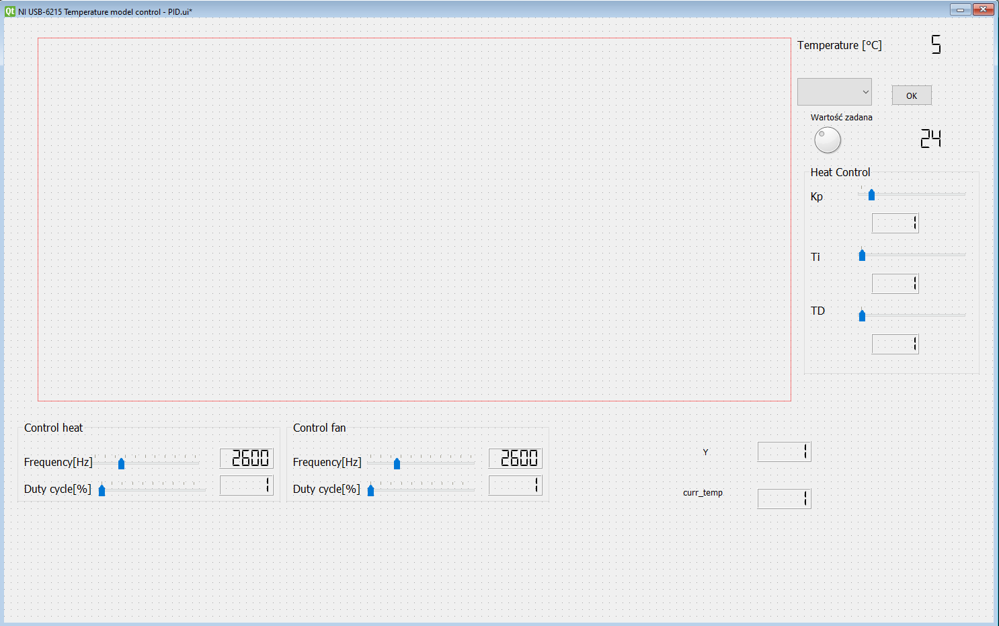 Qt NI USB-6215 Temperature model control - PID.ui*
Temperature [°C] 5
OK
Wartość zadana
24
Heat Control
Kp
1
Ti
1
TD
1
Control heat
Frequency[Hz] 2600
Duty cycle[%] 1
Control fan
Frequency[Hz] 2600
Duty cycle[%] 1
Y 1
curr_temp 1